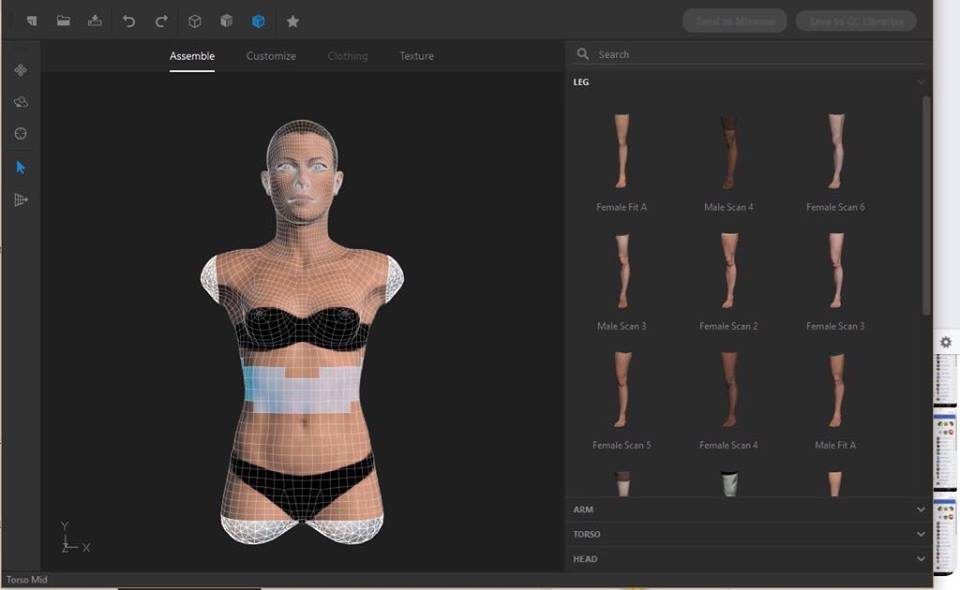 Send to Mixamo
Save to CC Libraries
Assemble Customize Clothing Texture
Search
LEG
Female Fit A Male Scan 4 Female Scan 6
Male Scan 3 Female Scan 2 Female Scan 3
Female Scan 5 Female Scan 4 Male Fit A
ARM
TORSO
HEAD
Y
Z X
Torso Mid